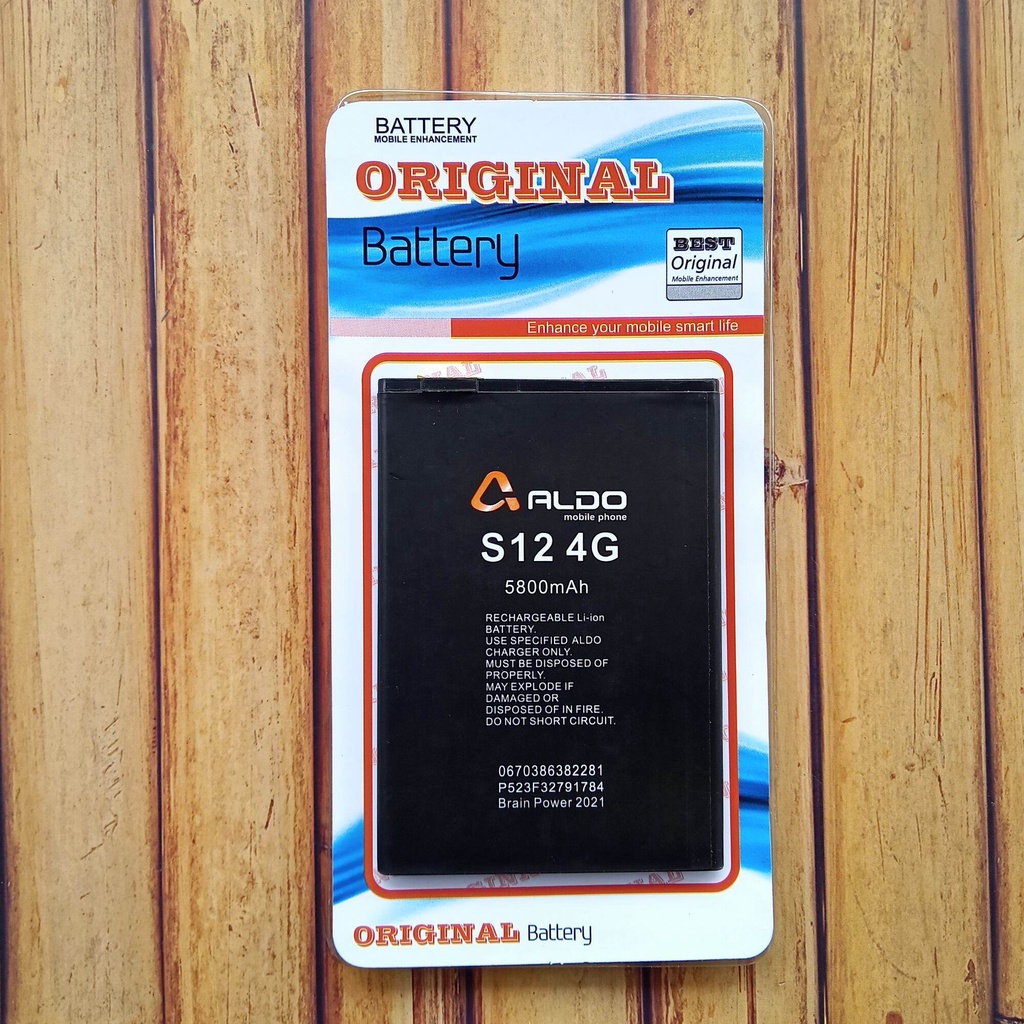 BATTERY
MOBILE ENHANCEMENT
ORIGINAL
Battery
BEST
Original
Mobile Enhancement
Enhance your mobile smart life
ALDO
mobile phone
S12 4G
5800mAh
RECHARGEABLE Li-ion
BATTERY.
USE SPECIFIED ALDO
CHARGER ONLY.
MUST BE DISPOSED OF
PROPERLY.
MAY EXPLODE IF
DAMAGED OR
DISPOSED OF IN FIRE.
DO NOT SHORT CIRCUIT.
0670386382281
P523F32791784
Brain Power 2021
ORIGINAL Battery